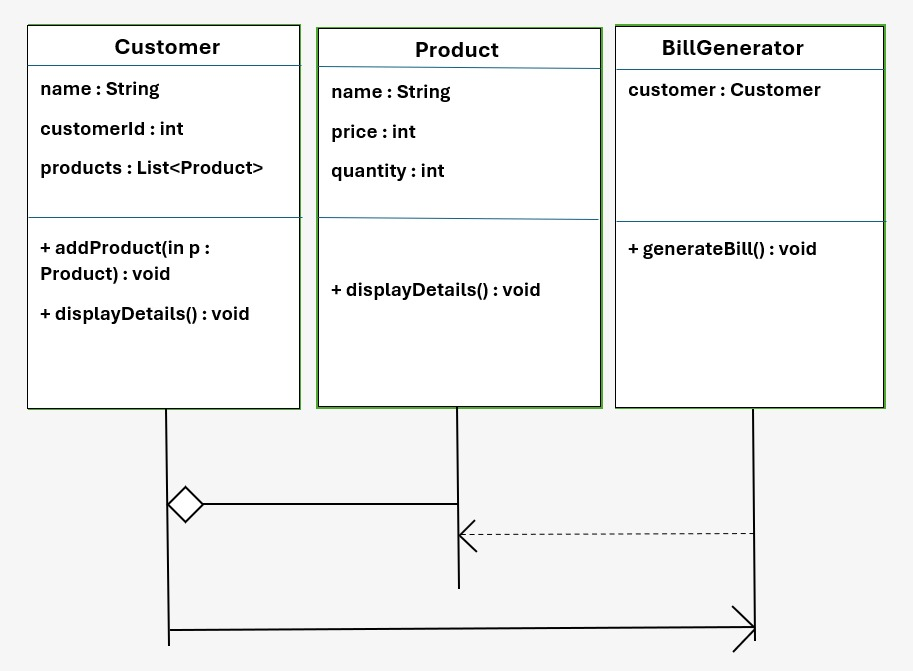 Customer
name : String
customerId : int
products : List<Product>
+ addProduct(in p :
Product) : void
+ displayDetails() : void
Product
name : String
price : int
quantity : int
+ displayDetails() : void
BillGenerator
customer : Customer
+ generateBill() : void